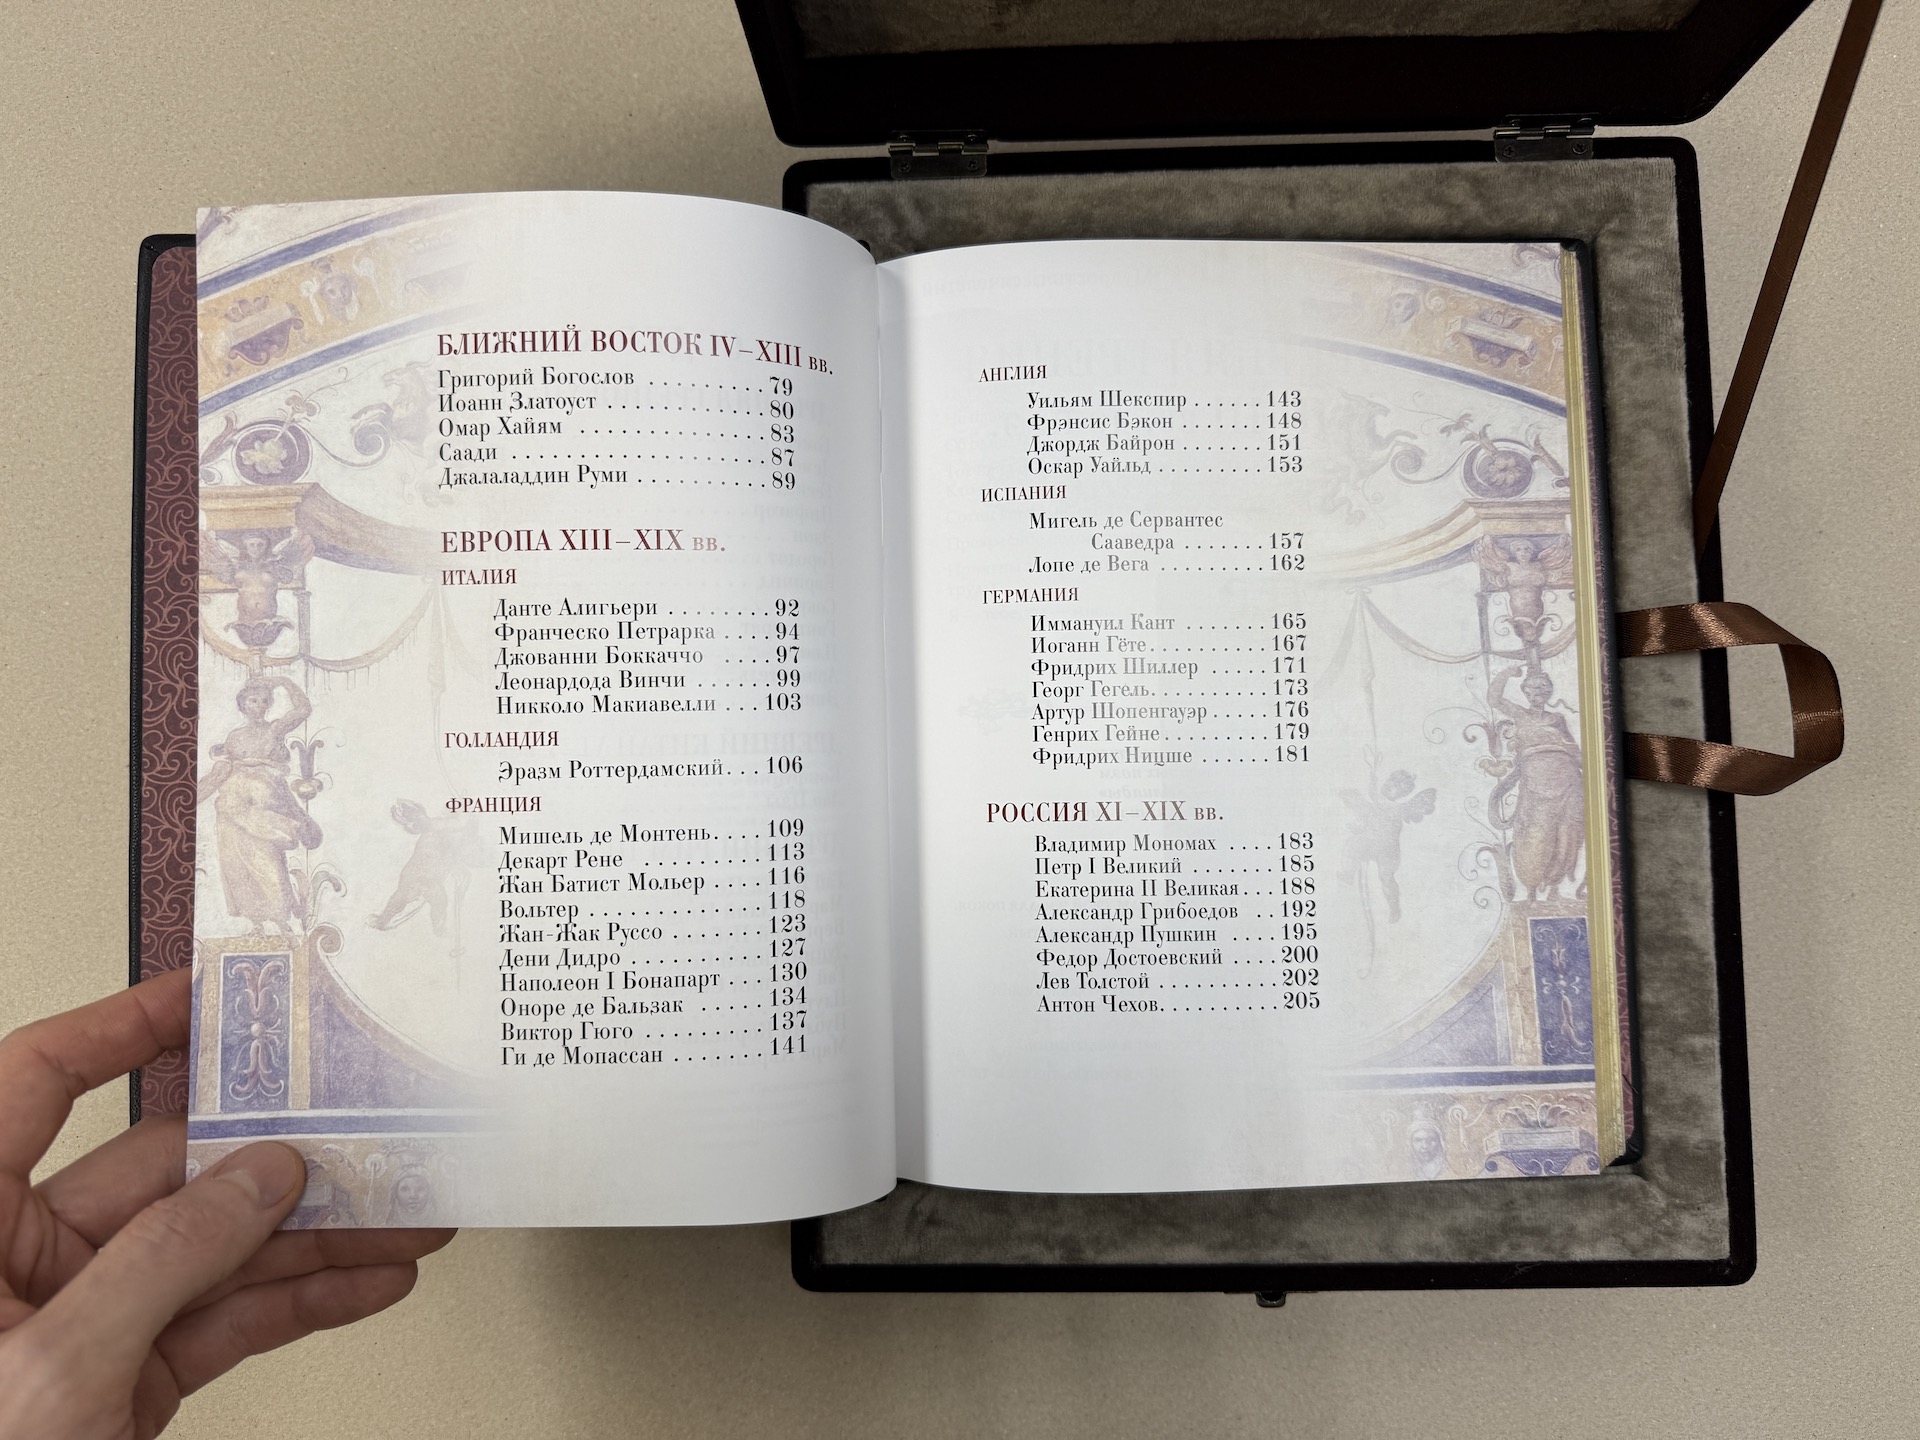 БЛИЖНИЙ ВОСТОК IV–XIII вв.
Григорий Богослов . . . . . . . . . 79
Иоанн Златоуст . . . . . . . . . . . . 80
Омар Хайям . . . . . . . . . . . . . . 83
Саади . . . . . . . . . . . . . . . . . . . . 87
Джалаладдин Руми . . . . . . . . . . 89
ЕВРОПА XIII–XIX вв.
ИТАЛИЯ
Данте Алигьери . . . . . . . . 92
Франческо Петрарка . . . . 94
Джованни Боккаччо . . . . 97
Леонардода Винчи . . . . . . 99
Никколо Макиавелли . . . 103
ГОЛЛАНДИЯ
Эразм Роттердамский. . . 106
ФРАНЦИЯ
Мишель де Монтень. . . . 109
Декарт Рене . . . . . . . . . 113
Жан Батист Мольер . . . . 116
Вольтер . . . . . . . . . . . . . 118
Жан-Жак Руссо . . . . . . . 123
Дени Дидро . . . . . . . . . . 127
Наполеон I Бонапарт . . . 130
Оноре де Бальзак . . . . . 134
Виктор Гюго . . . . . . . . . 137
Ги де Мопассан . . . . . . . 141
АНГЛИЯ
Уильям Шекспир . . . . . . 143
Фрэнсис Бэкон . . . . . . . 148
Джордж Байрон . . . . . . . 151
Оскар Уайльд . . . . . . . . . 153
ИСПАНИЯ
Мигель де Сервантес
Сааведра . . . . . . . 157
Лопе де Вега . . . . . . . . . 162
ГЕРМАНИЯ
Иммануил Кант . . . . . . . 165
Иоганн Гёте. . . . . . . . . . 167
Фридрих Шиллер . . . . . 171
Георг Гегель. . . . . . . . . . 173
Артур Шопенгауэр . . . . . 176
Генрих Гейне. . . . . . . . . 179
Фридрих Ницше . . . . . . 181
РОССИЯ XI–XIX вв.
Владимир Мономах . . . . 183
Петр I Великий . . . . . . . 185
Екатерина II Великая. . . 188
Александр Грибоедов . . 192
Александр Пушкин . . . . 195
Федор Достоевский . . . . 200
Лев Толстой . . . . . . . . . . 202
Антон Чехов. . . . . . . . . . 205